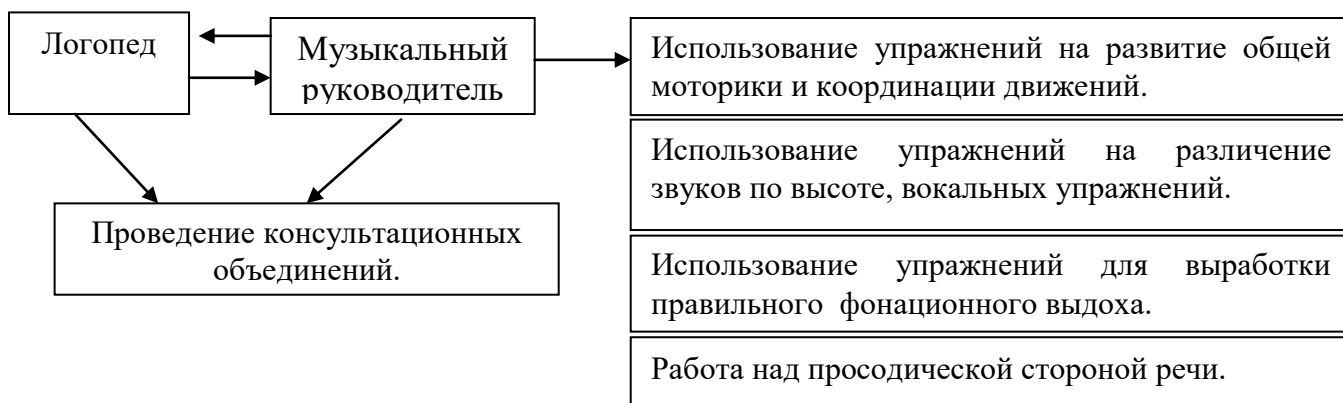 Логопед
Музыкальный
руководитель
Использование упражнений на развитие общей
моторики и координации движений.
Использование упражнений на различение
звуков по высоте, вокальных упражнений.
Проведение консультационных
объединений.
Использование упражнений для выработки
правильного фонационного выдоха.
Работа над просодической стороной речи.